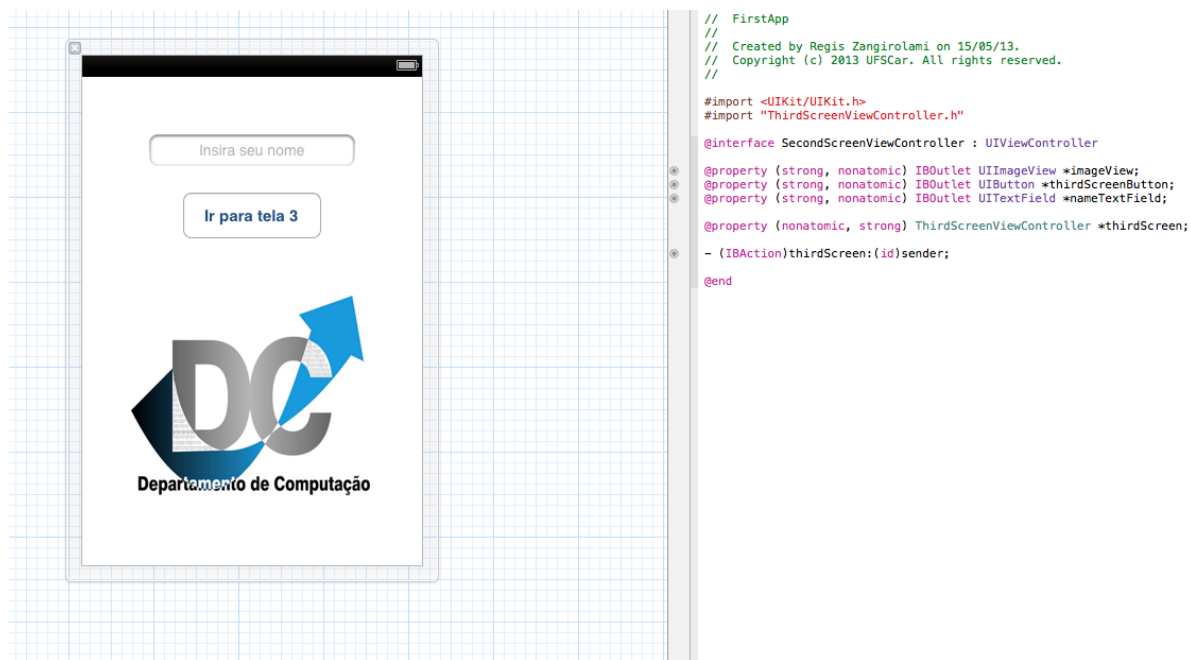 Insira seu nome
Ir para tela 3
DC
Departamento de Computação
//  FirstApp
//
//  Created by Regis Zangirolami on 15/05/13.
//  Copyright (c) 2013 UFSCar. All rights reserved.
//
#import <UIKit/UIKit.h>
#import "ThirdScreenViewController.h"
@interface SecondScreenViewController : UIViewController
@property (strong, nonatomic) IBOutlet UIImageView *imageView;
@property (strong, nonatomic) IBOutlet UIButton *thirdScreenButton;
@property (strong, nonatomic) IBOutlet UITextField *nameTextField;
@property (nonatomic, strong) ThirdScreenViewController *thirdScreen;
- (IBAction)thirdScreen:(id)sender;
@end